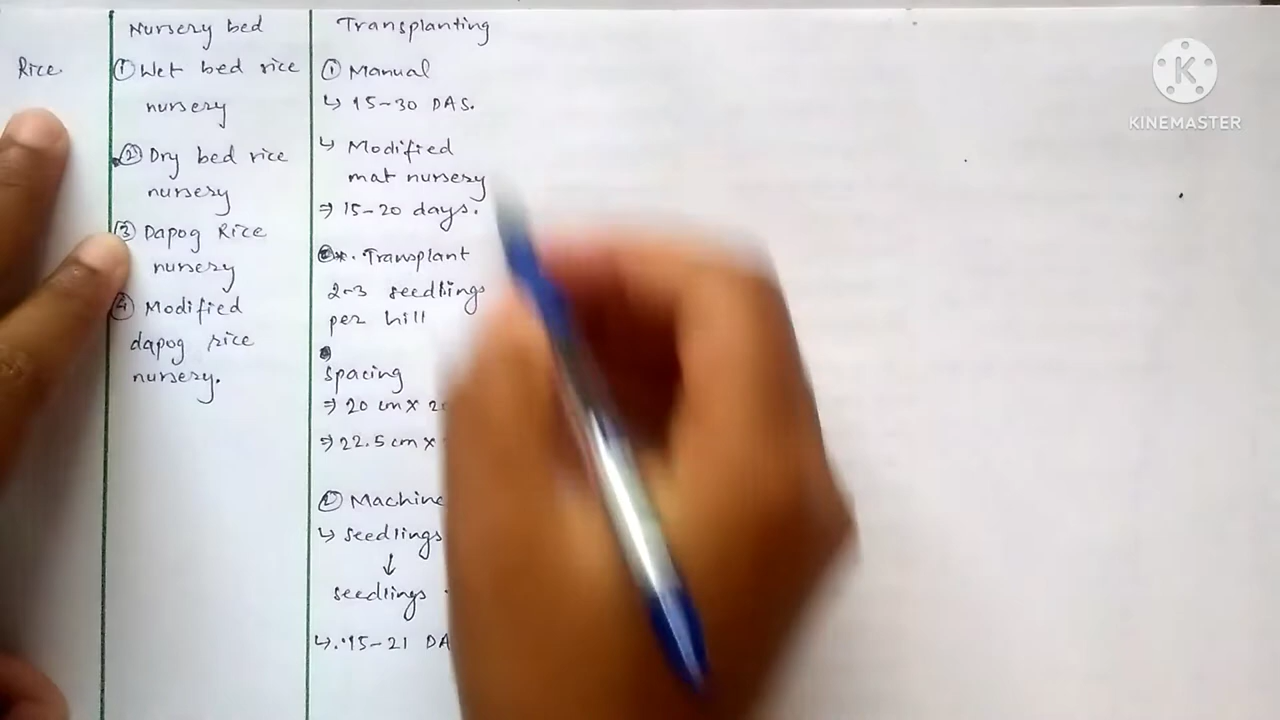 Nursery bed
Rice
① Wet bed rice
nursery
② Dry bed rice
nursery
③ Dapog Rice
nursery
④ Modified
dapog rice
nursery.
Transplanting
① Manual
↳ 15-30 DAS.
↳ Modified
mat nursery
⇒ 15-20 days.
*. Transplant
2-3 seedlings
per hill
Spacing
⇒ 20 cm X
⇒ 22.5 cm x
② Machine
↳ Seedlings
↓
seedlings
↳ 15-21
K
KINEMASTER